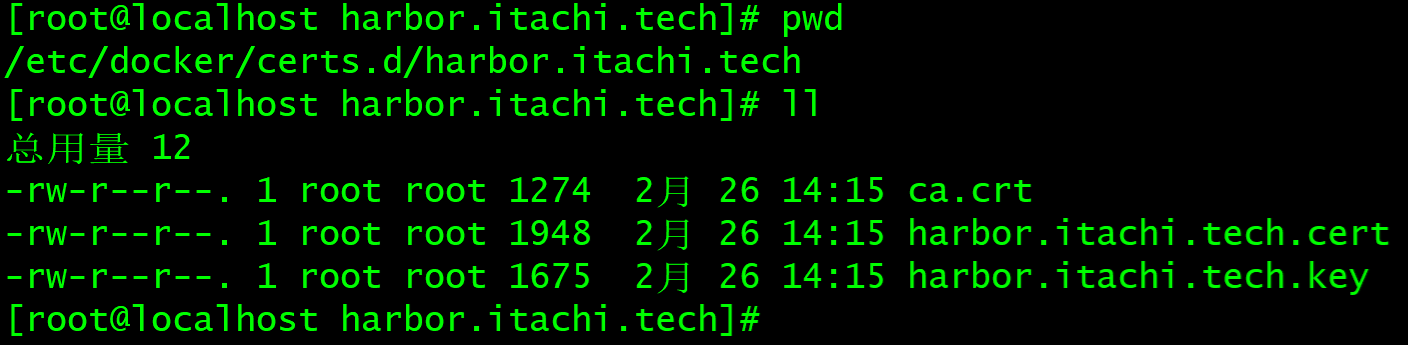 [root@localhost harbor.itachi.tech]# pwd
/etc/docker/certs.d/harbor.itachi.tech
[root@localhost harbor.itachi.tech]# ll
总用量 12
-rw-r--r--. 1 root root 1274  2月 26 14:15 ca.crt
-rw-r--r--. 1 root root 1948  2月 26 14:15 harbor.itachi.tech.cert
-rw-r--r--. 1 root root 1675  2月 26 14:15 harbor.itachi.tech.key
[root@localhost harbor.itachi.tech]#